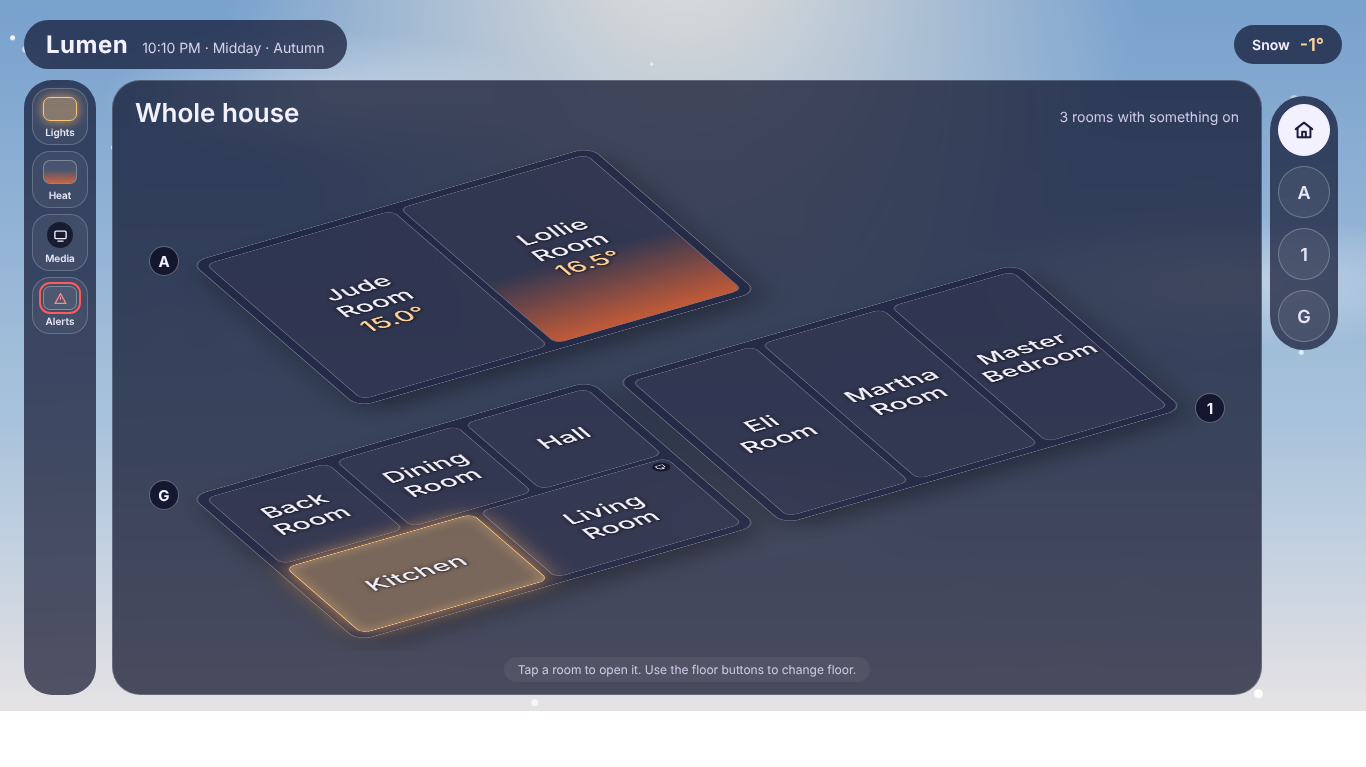 Lumen 10:10 PM · Midday · Autumn
Snow -1°
Lights
Heat
Media
Alerts
Whole house
3 rooms with something on
A
Jude
Room
15.0°
Lollie
Room
16.5°
G
Back
Room
Dining
Room
Hall
Kitchen
Living
Room
Eli
Room
Martha
Room
Master
Bedroom
1
Tap a room to open it. Use the floor buttons to change floor.
A
1
G